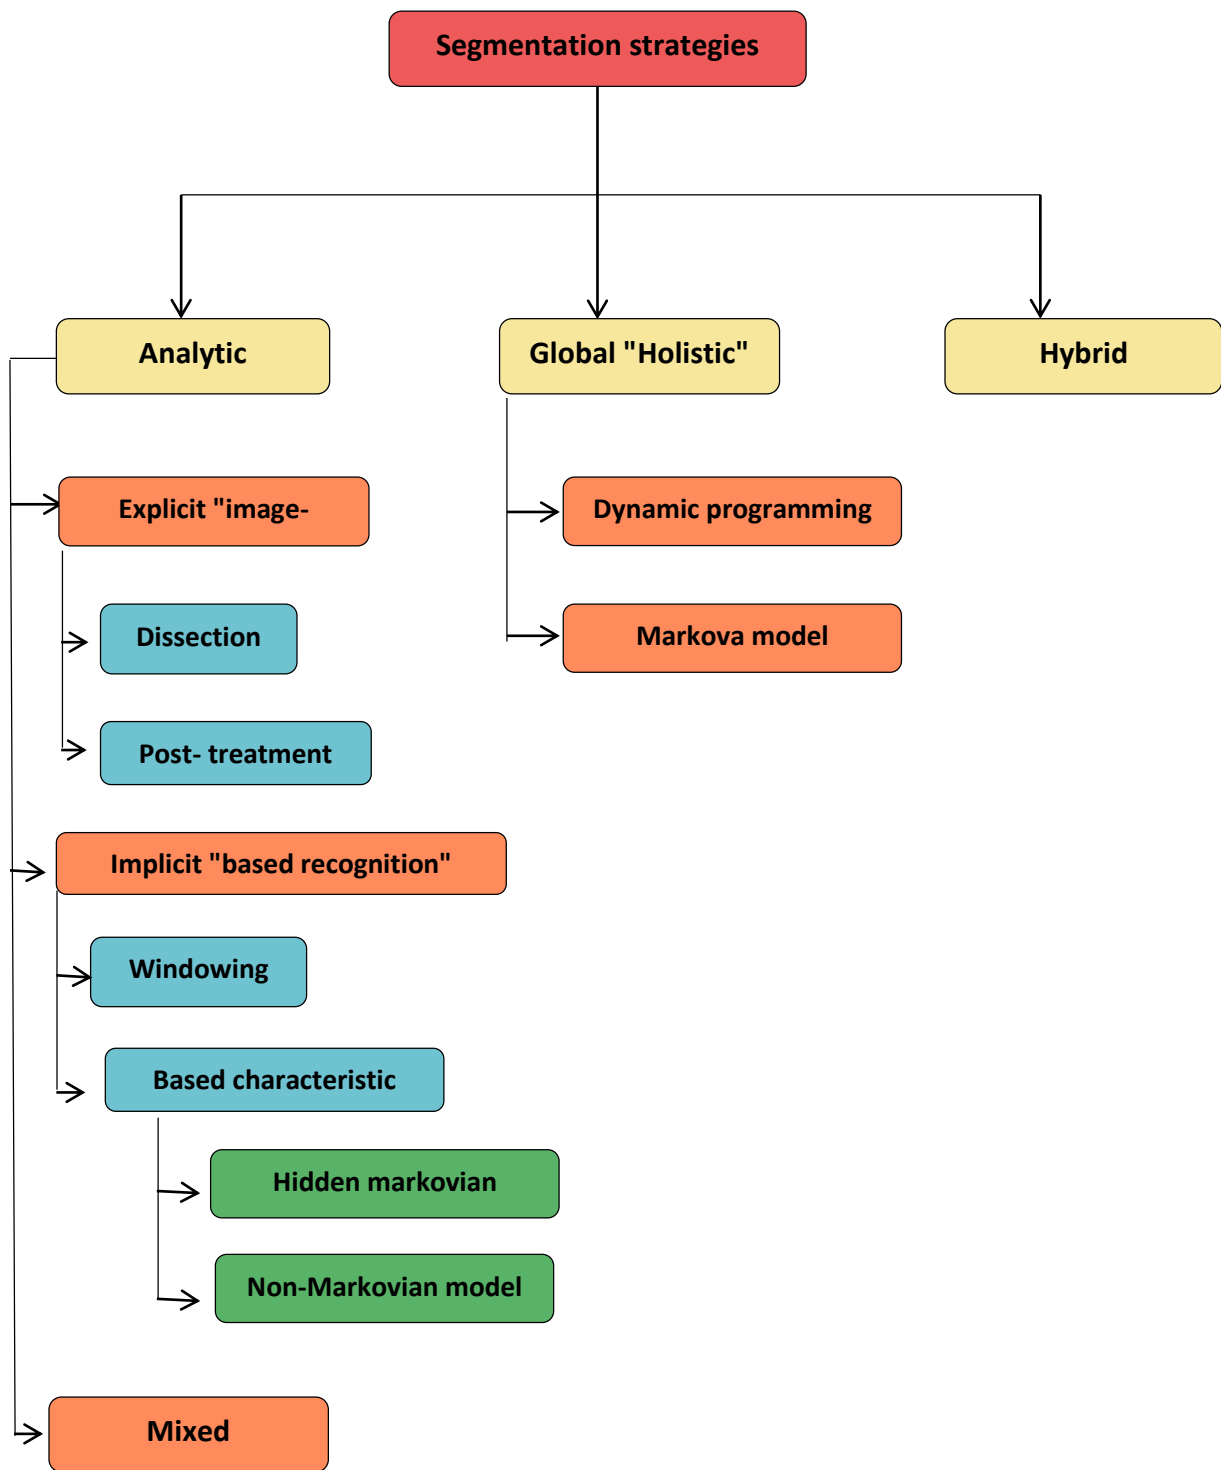 Segmentation strategies
Analytic
Global "Holistic"
Hybrid
Explicit "image-
Dynamic programming
Dissection
Markova model
Post- treatment
Implicit "based recognition"
Windowing
Based characteristic
Hidden markovian
Non-Markovian model
Mixed